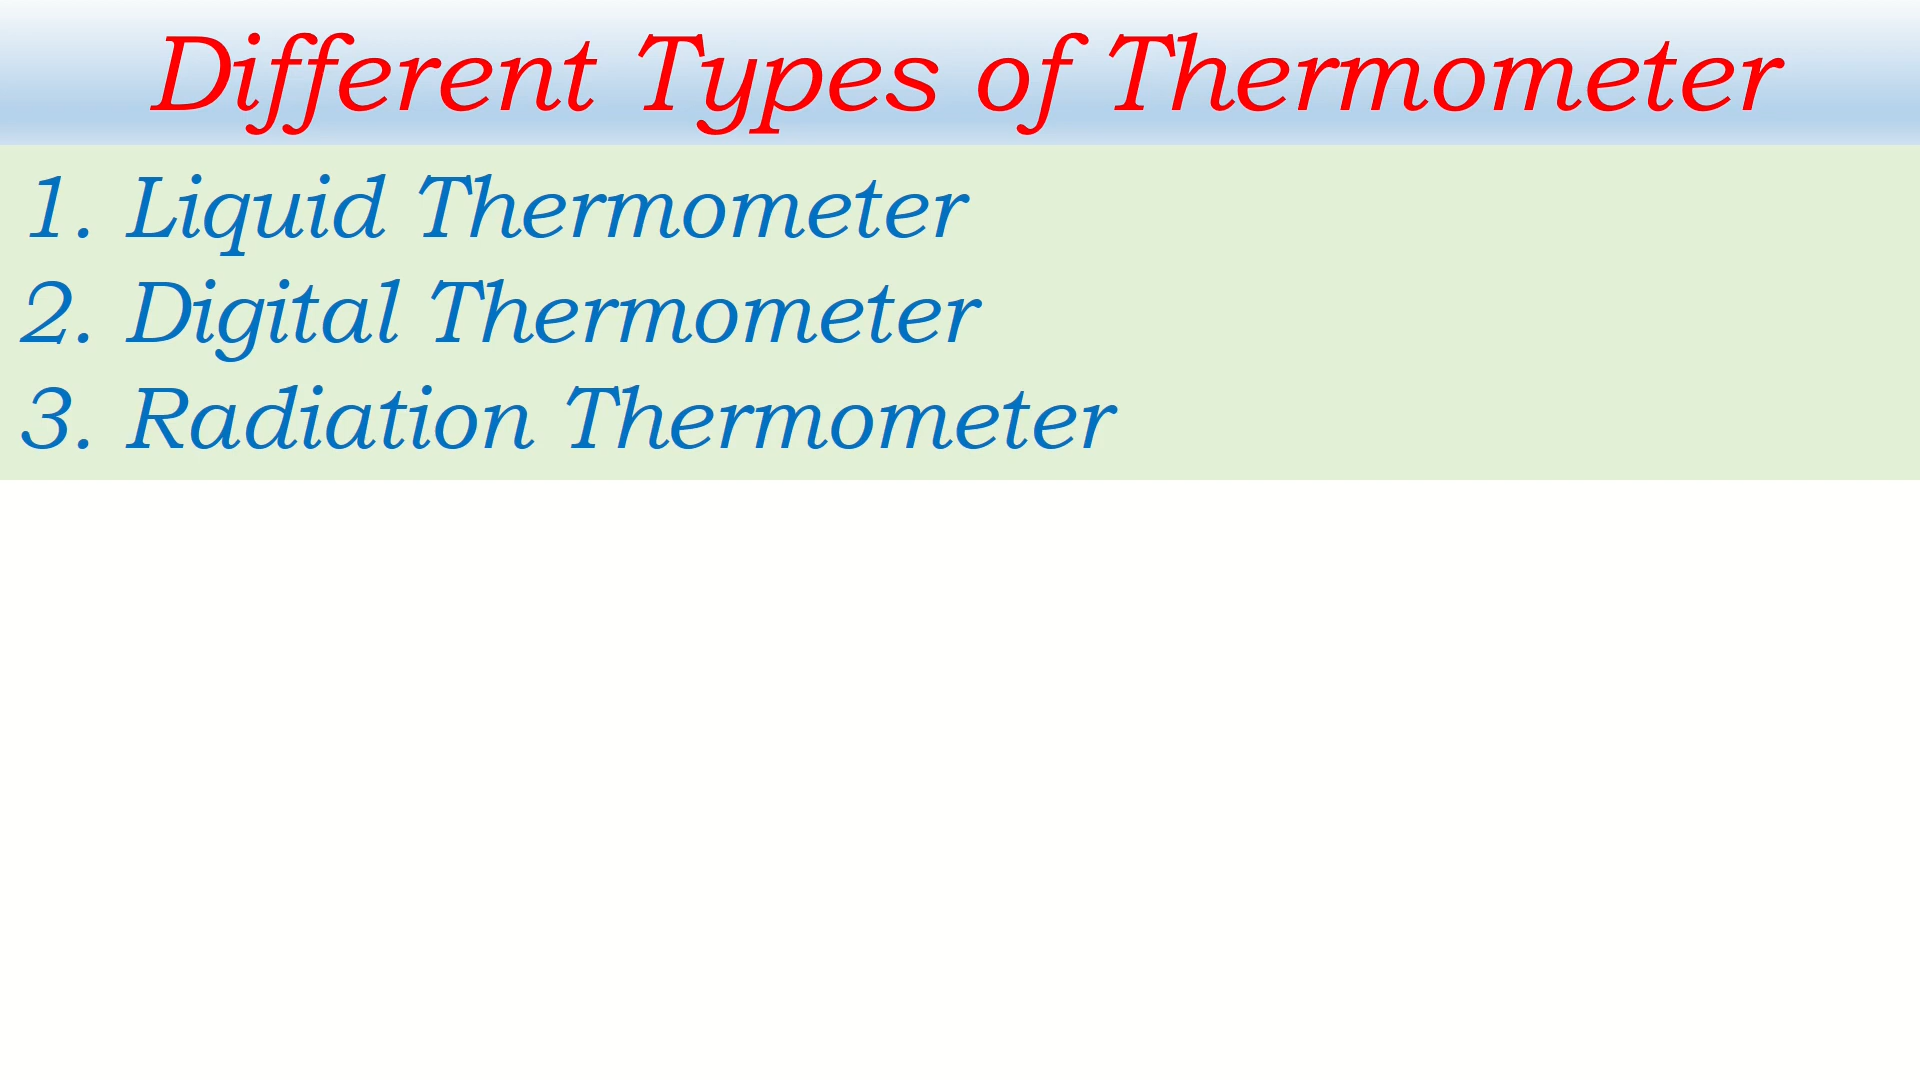 Different Types of Thermometer
1. Liquid Thermometer
2. Digital Thermometer
3. Radiation Thermometer